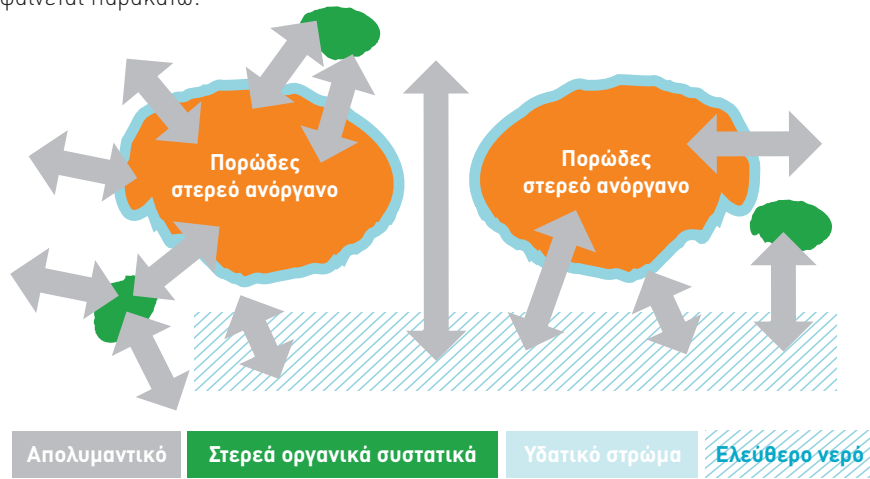 φαίνεται παρακάτω:
Πορώδες
στερεό ανόργανο
Πορώδες
στερεό ανόργανο
Απολυμαντικό
Στερεά οργανικά συστατικά
Υδατικό στρώμα
Ελεύθερο νερό